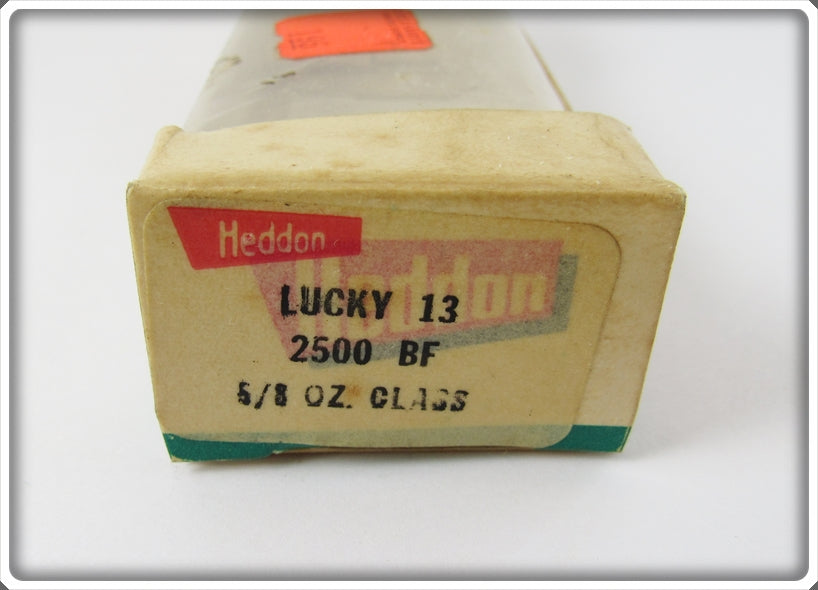 Heddon
Heddon
LUCKY 13
2500 BF
5/8 OZ. CLASS